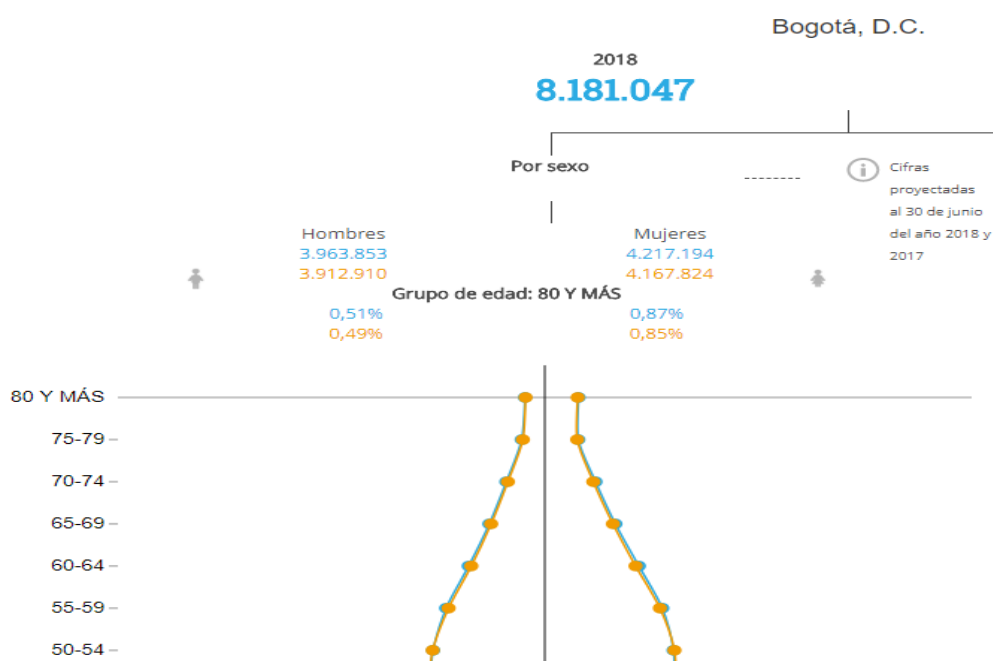 Bogotá, D.C.
2018
8.181.047
Por sexo
Cifras
proyectadas
al 30 de junio
del año 2018 y
2017
Hombres
3.963.853
3.912.910
Mujeres
4.217.194
4.167.824
Grupo de edad: 80 Y MÁS
0,51%
0,49%
0,87%
0,85%
80 Y MÁS
75-79
70-74
65-69
60-64
55-59
50-54